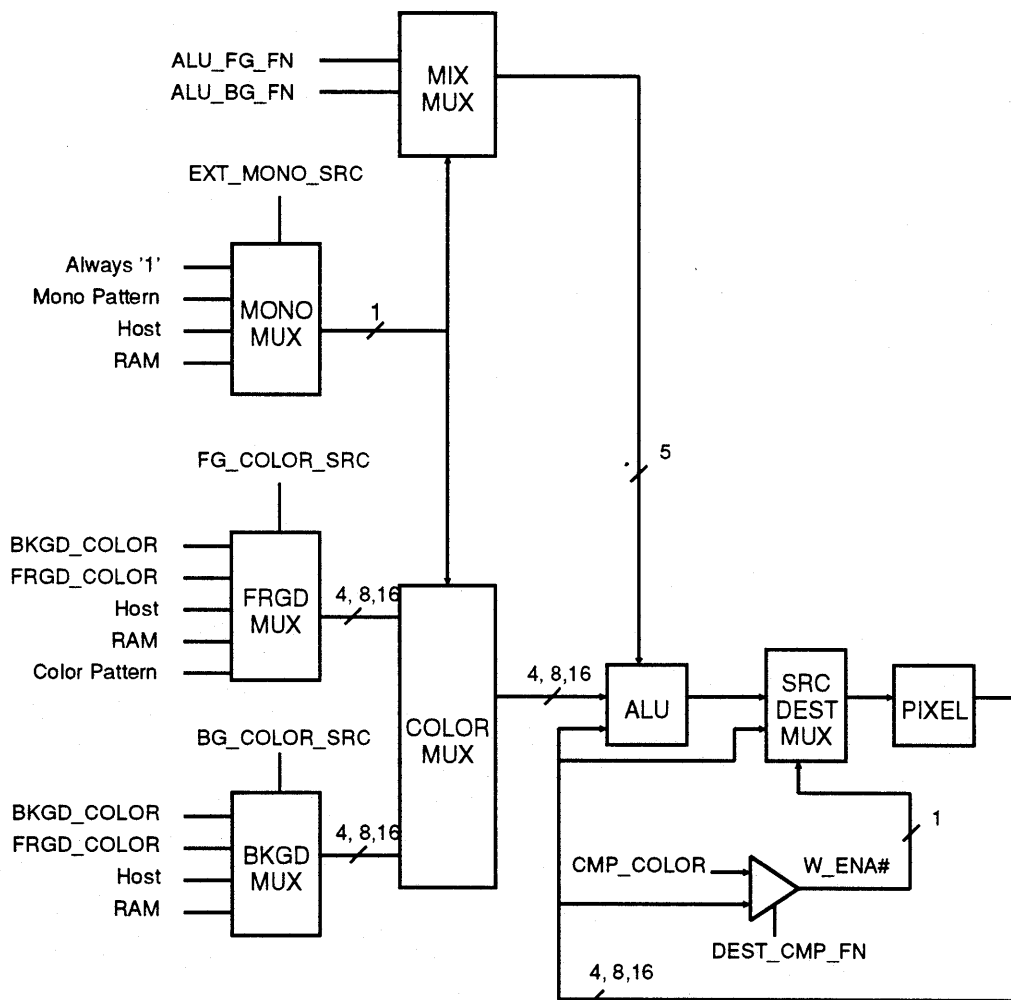 ALU_FG_FN
ALU_BG_FN
MIX
MUX
EXT_MONO_SRC
Always '1'
Mono Pattern
Host
RAM
MONO
MUX
1
5
FG_COLOR_SRC
BKGD_COLOR
FRGD_COLOR
Host
RAM
Color Pattern
FRGD
MUX
4, 8,16
BG_COLOR_SRC
BKGD_COLOR
FRGD_COLOR
Host
RAM
BKGD
MUX
4, 8,16
COLOR
MUX
4, 8,16
ALU
SRC
DEST
MUX
PIXEL
1
CMP_COLOR
W_ENA#
DEST_CMP_FN
4, 8,16